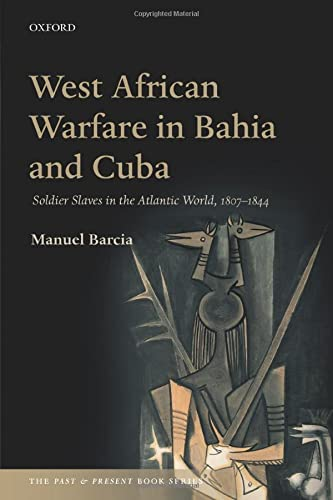 OXFORD
West African
Warfare in Bahia
and Cuba
Soldier Slaves in the Atlantic World, 1807–1844
Manuel Barcia
THE PAST & PRESENT BOOK SERIES